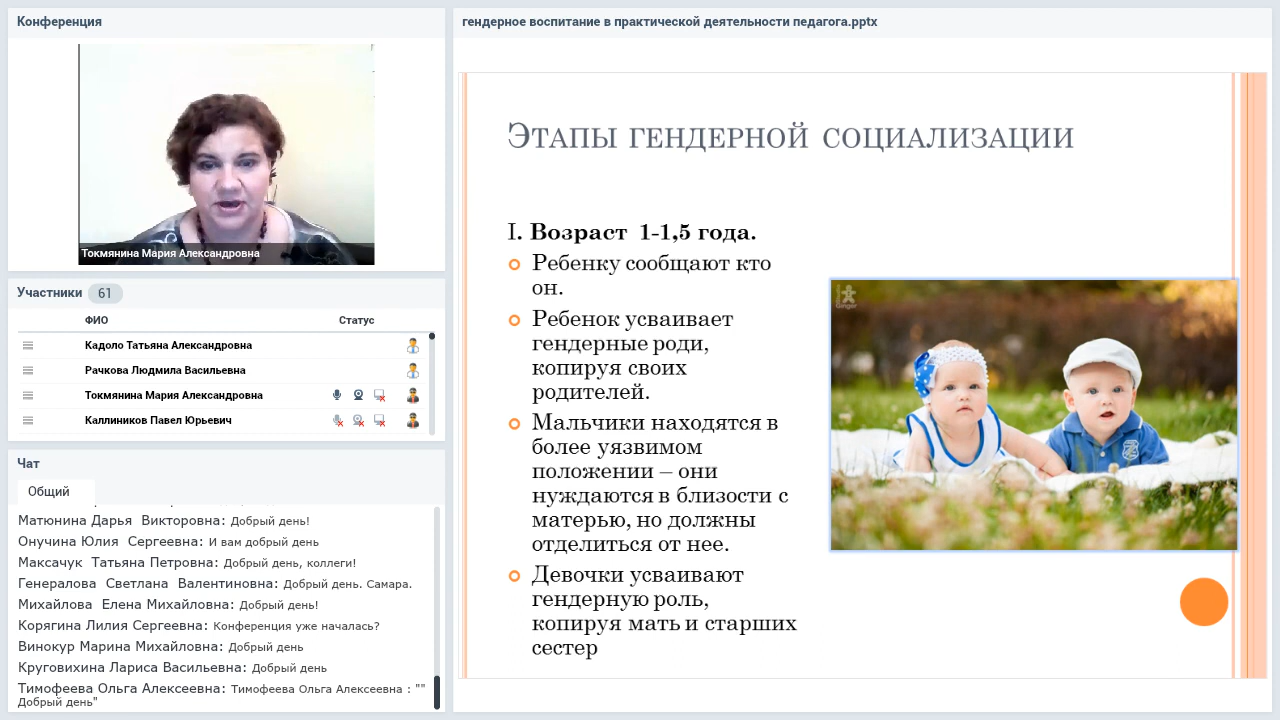 Конференция
Токмянина Мария Александровна
Участники 61
ФИО Статус
Кадоло Татьяна Александровна
Рачкова Людмила Васильевна
Токмянина Мария Александровна
Каллиников Павел Юрьевич
Чат
Общий
Матюнина Дарья Викторовна: Добрый день!
Онучина Юлия Сергеевна: И вам добрый день
Максачук Татьяна Петровна: Добрый день, коллеги!
Генералова Светлана Валентиновна: Добрый день. Самара.
Михайлова Елена Михайловна: Добрый день!
Корягина Лилия Сергеевна: Конференция уже началась?
Винокур Марина Михайловна: Добрый день
Круговихина Лариса Васильевна: Добрый день
Тимофеева Ольга Алексеевна: Тимофеева Ольга Алексеевна : ""
Добрый день"
гендерное воспитание в практической деятельности педагога.pptx
Этапы гендерной социализации
I. Возраст 1-1,5 года.
Ребенку сообщают кто
он.
Ребенок усваивает
гендерные роди,
копируя своих
родителей.
Мальчики находятся в
более уязвимом
положении – они
нуждаются в близости с
матерью, но должны
отделиться от нее.
Девочки усваивают
гендерную роль,
копируя мать и старших
сестер
Ginger